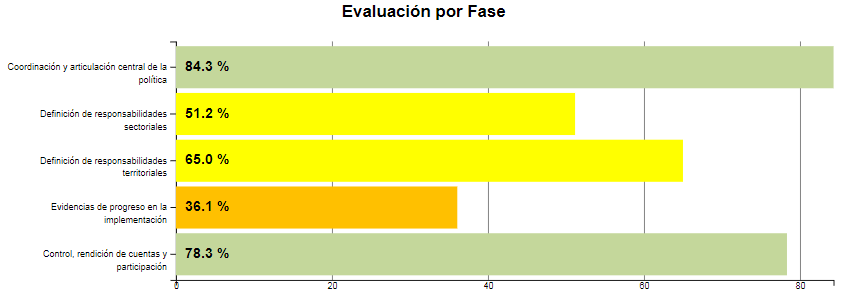 Evaluación por Fase
Coordinación y articulación central de la
política
84.3 %
Definición de responsabilidades
sectoriales
51.2 %
Definición de responsabilidades
territoriales
65.0 %
Evidencias de progreso en la
implementación
36.1 %
Control, rendición de cuentas y
participación
78.3 %
0 20 40 60 80